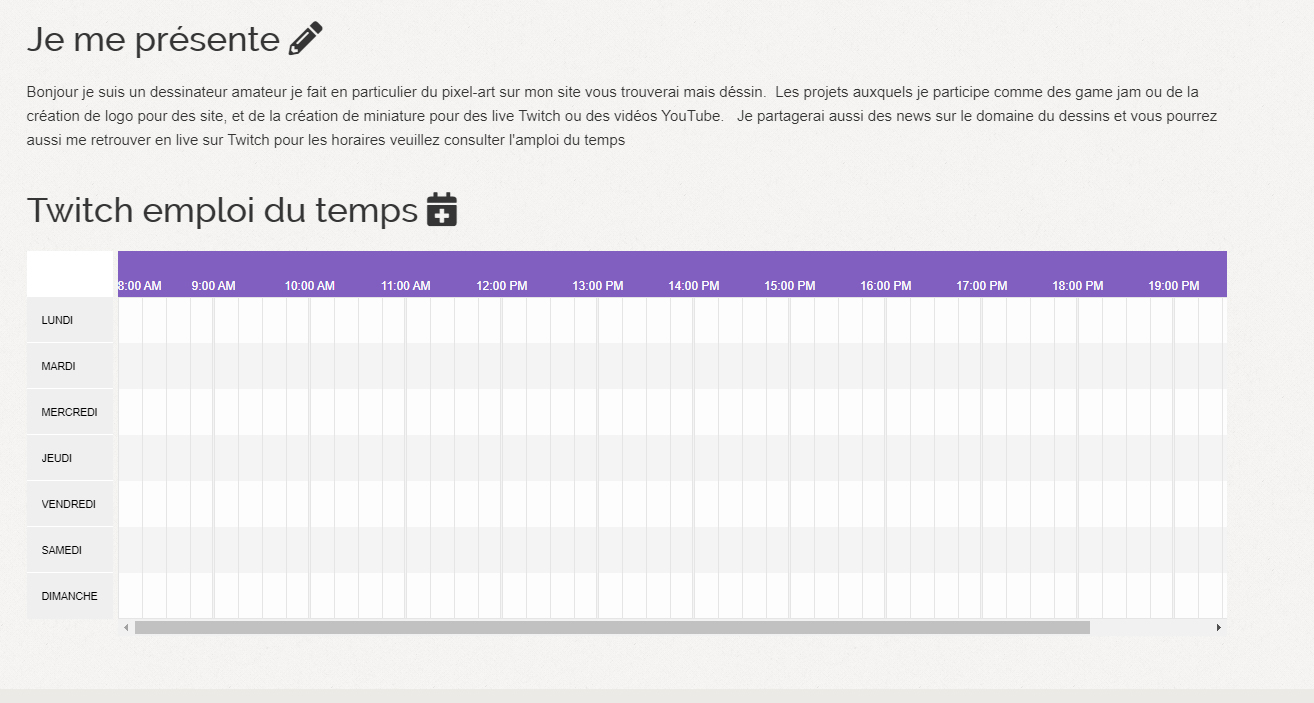 Je me présente
Bonjour je suis un dessinateur amateur je fait en particulier du pixel-art sur mon site vous trouverai mais déssin.  Les projets auxquels je participe comme des game jam ou de la
création de logo pour des site, et de la création de miniature pour des live Twitch ou des vidéos YouTube.   Je partagerai aussi des news sur le domaine du dessins et vous pourrez
aussi me retrouver en live sur Twitch pour les horaires veuillez consulter l'amploi du temps
Twitch emploi du temps
8:00 AM 9:00 AM 10:00 AM 11:00 AM 12:00 PM 13:00 PM 14:00 PM 15:00 PM 16:00 PM 17:00 PM 18:00 PM 19:00 PM
LUNDI
MARDI
MERCREDI
JEUDI
VENDREDI
SAMEDI
DIMANCHE